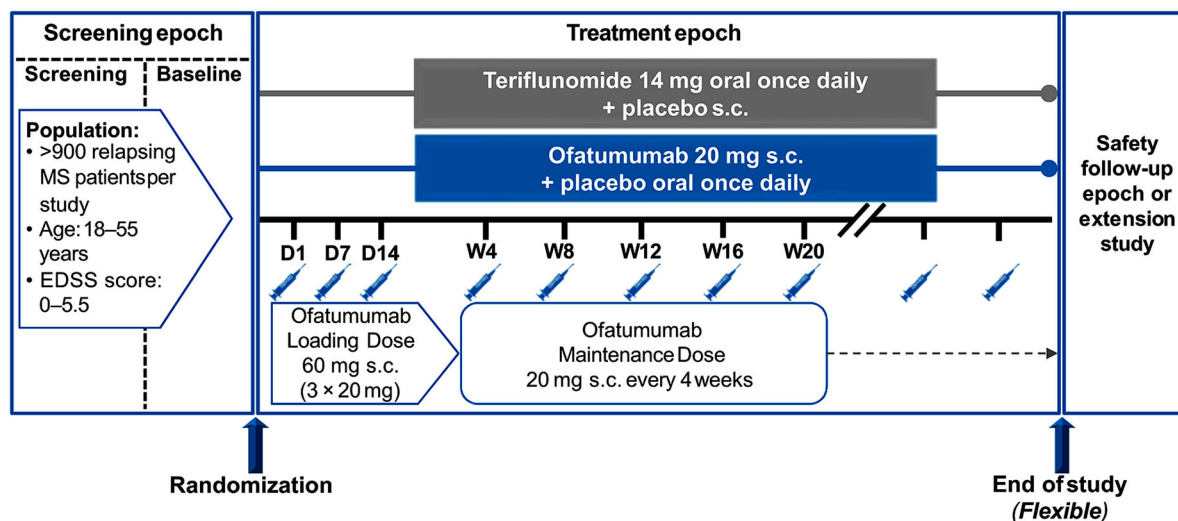 Screening epoch
Screening
Baseline
Population:
• >900 relapsing
MS patients per
study
• Age: 18–55
years
• EDSS score:
0–5.5
Treatment epoch
Teriflunomide 14 mg oral once daily
+ placebo s.c.
Ofatumumab 20 mg s.c.
+ placebo oral once daily
D1 D7 D14 W4 W8 W12 W16 W20
Ofatumumab
Loading Dose
60 mg s.c.
(3 × 20 mg)
Ofatumumab
Maintenance Dose
20 mg s.c. every 4 weeks
Safety
follow-up
epoch or
extension
study
Randomization
End of study
(Flexible)